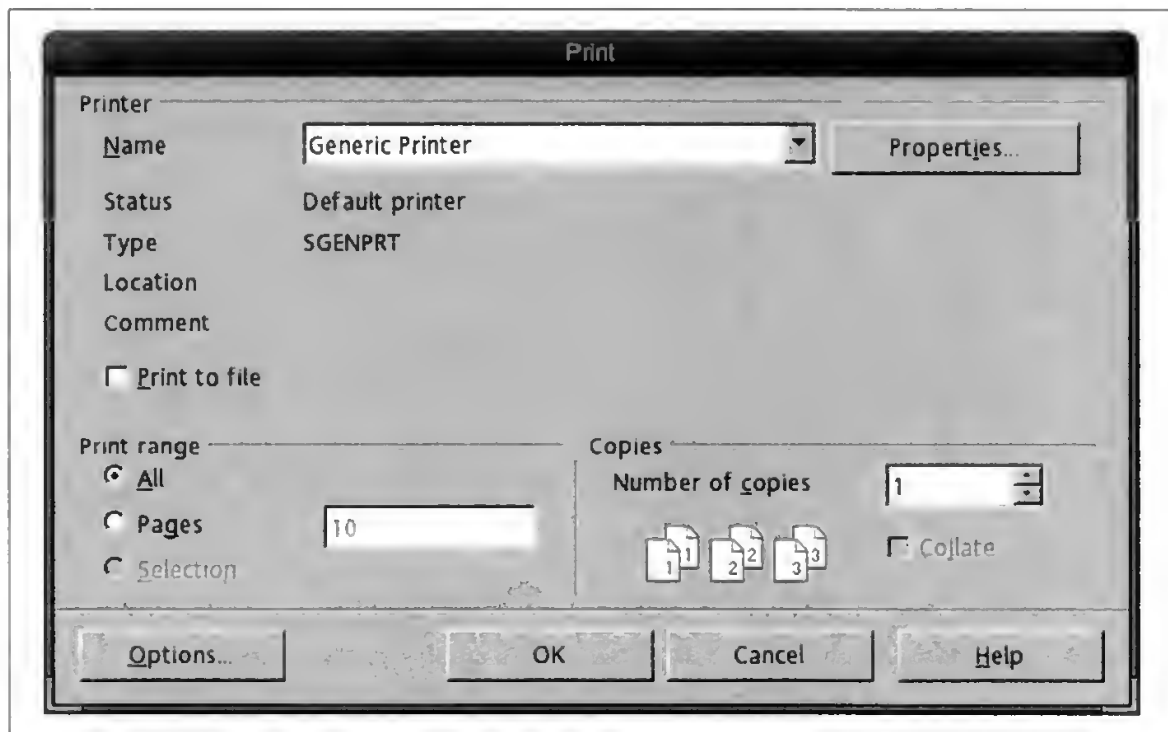 Print
Printer
Name Generic Printer Properties...
Status Default printer
Type SGENPRT
Location
Comment
Print to file
Print range
All
Pages 10
Selection
Copies
Number of copies 1
1 1 2 2 3 3
Collate
Options... OK Cancel Help